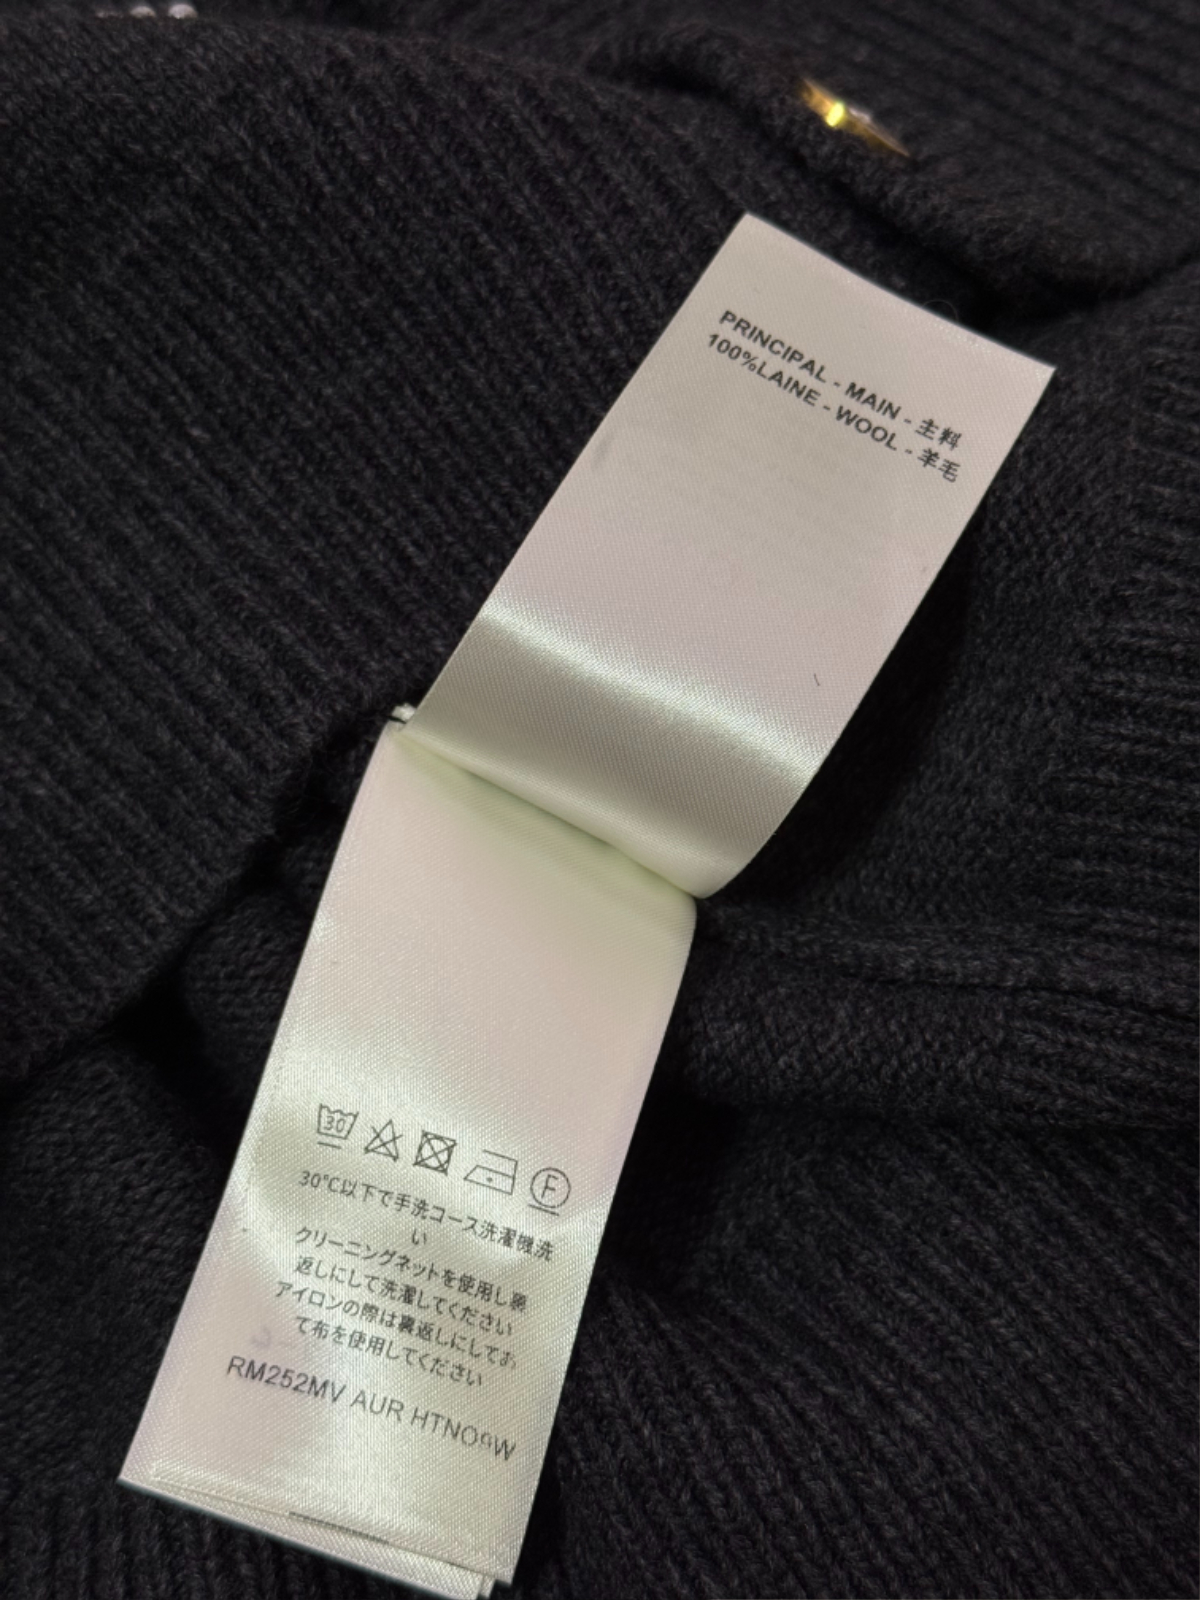 PRINCIPAL - MAIN - 主料
100%LAINE - WOOL - 羊毛
30
F
30℃以下で手洗コース洗濯機洗
い
クリーニングネットを使用し裏
返しにして洗濯してください
アイロンの際は裏返しにしてあ
て布を使用してください
RM252MV AUR